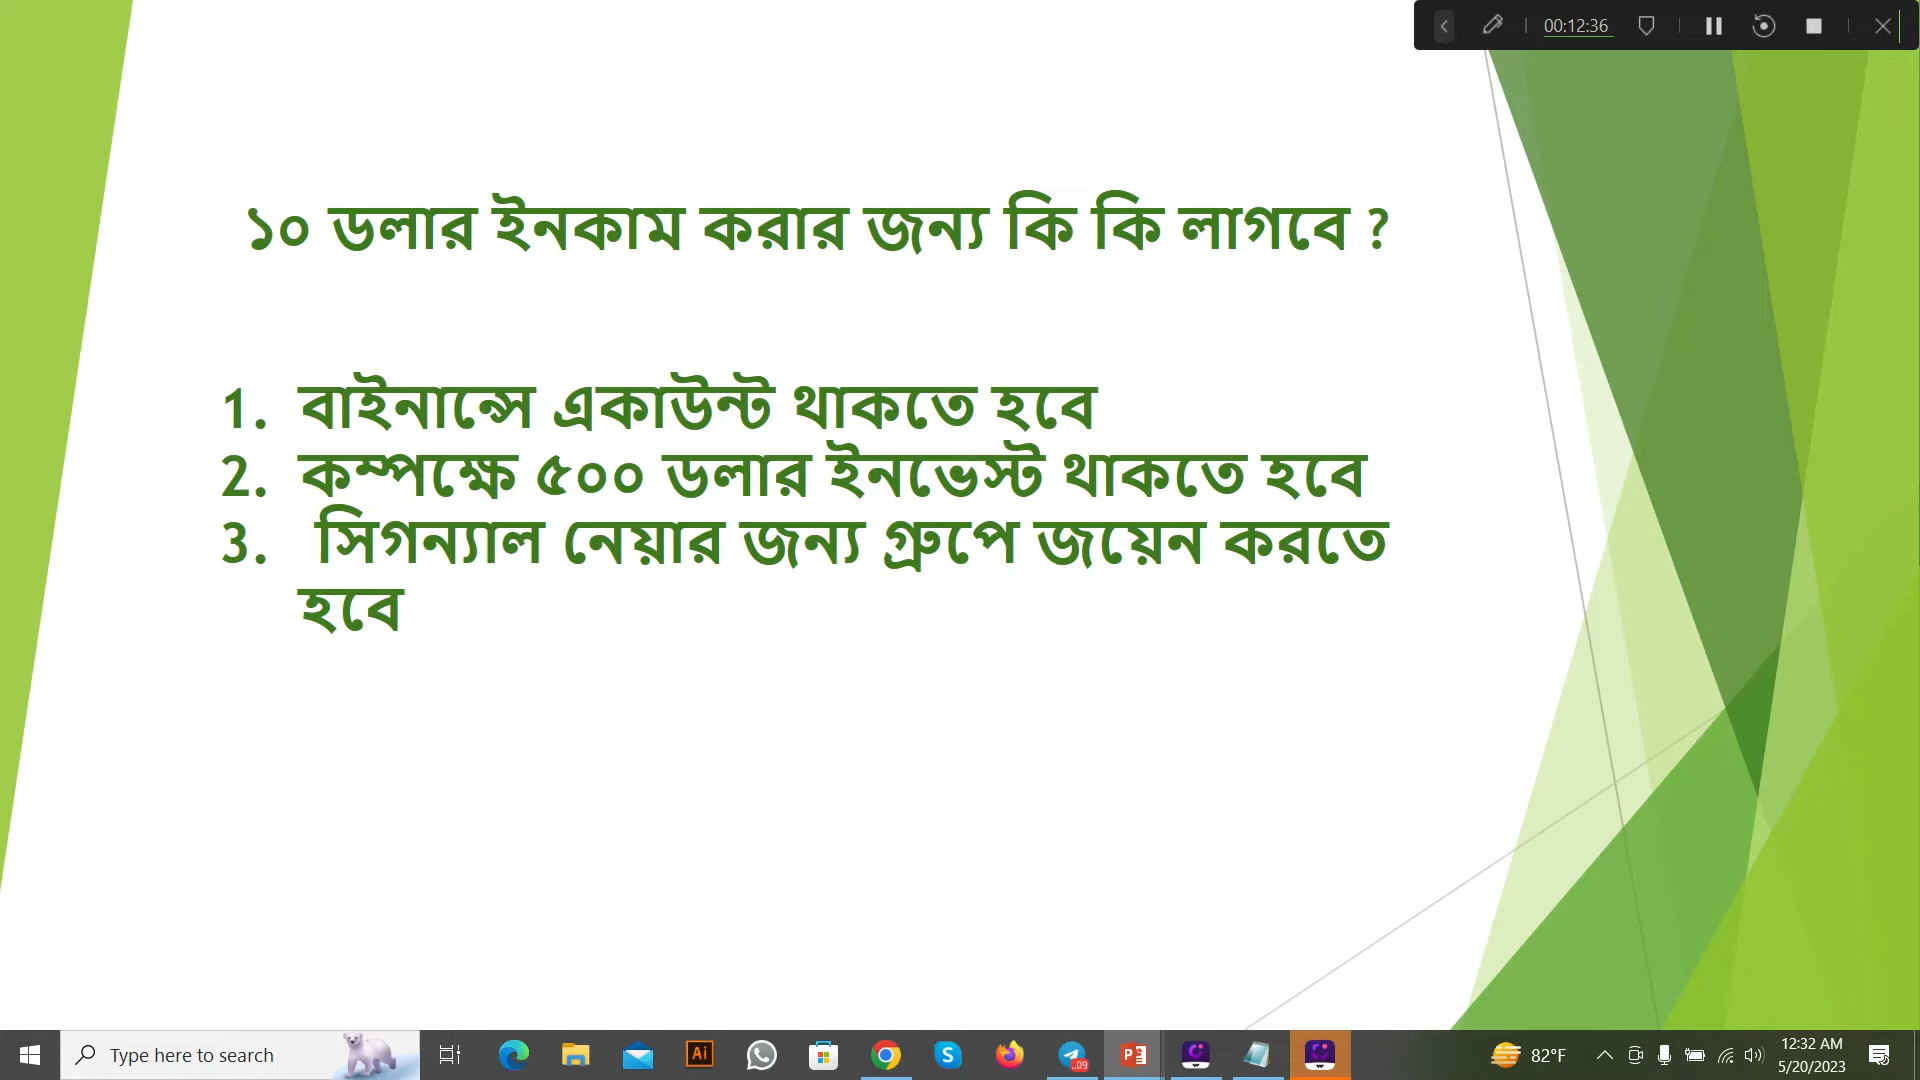 00:12:36
১০ ডলার ইনকাম করার জন্য কি কি লাগবে ?
1. বাইনান্সে একাউন্ট থাকতে হবে
2. কম্পক্ষে ৫০০ ডলার ইনভেস্ট থাকতে হবে
3. সিগন্যাল নেয়ার জন্য গ্রুপে জয়েন করতে
হবে
Type here to search
Ai
..09
82°F
12:32 AM
5/20/2023